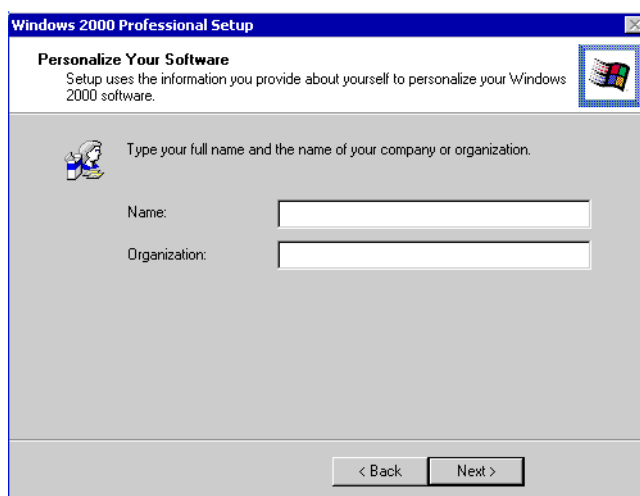 Windows 2000 Professional Setup
Personalize Your Software
Setup uses the information you provide about yourself to personalize your Windows
2000 software.
Type your full name and the name of your company or organization.
Name:
Organization:
< Back
Next >